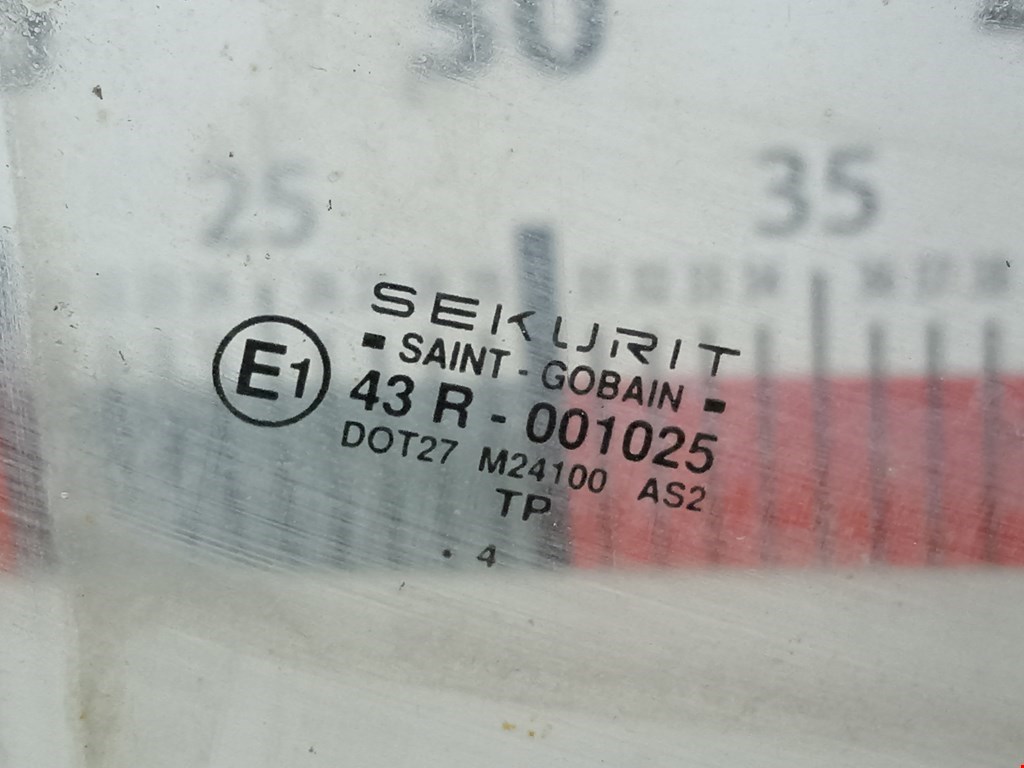 30
25 35
SEKURIT
SAINT - GOBAIN
E1
43 R - 001025
DOT27 M24100 AS2
TP
. 4